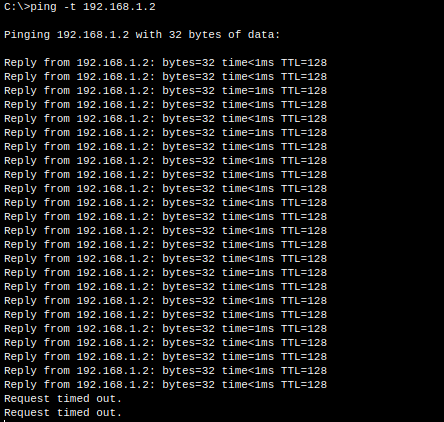 C:\>ping -t 192.168.1.2
Pinging 192.168.1.2 with 32 bytes of data:
Reply from 192.168.1.2: bytes=32 time<1ms TTL=128
Reply from 192.168.1.2: bytes=32 time<1ms TTL=128
Reply from 192.168.1.2: bytes=32 time=1ms TTL=128
Reply from 192.168.1.2: bytes=32 time<1ms TTL=128
Reply from 192.168.1.2: bytes=32 time<1ms TTL=128
Reply from 192.168.1.2: bytes=32 time=1ms TTL=128
Reply from 192.168.1.2: bytes=32 time<1ms TTL=128
Reply from 192.168.1.2: bytes=32 time<1ms TTL=128
Reply from 192.168.1.2: bytes=32 time<1ms TTL=128
Reply from 192.168.1.2: bytes=32 time<1ms TTL=128
Reply from 192.168.1.2: bytes=32 time<1ms TTL=128
Reply from 192.168.1.2: bytes=32 time<1ms TTL=128
Reply from 192.168.1.2: bytes=32 time<1ms TTL=128
Reply from 192.168.1.2: bytes=32 time<1ms TTL=128
Reply from 192.168.1.2: bytes=32 time<1ms TTL=128
Reply from 192.168.1.2: bytes=32 time=1ms TTL=128
Reply from 192.168.1.2: bytes=32 time<1ms TTL=128
Reply from 192.168.1.2: bytes=32 time<1ms TTL=128
Reply from 192.168.1.2: bytes=32 time<1ms TTL=128
Reply from 192.168.1.2: bytes=32 time=1ms TTL=128
Reply from 192.168.1.2: bytes=32 time<1ms TTL=128
Reply from 192.168.1.2: bytes=32 time=1ms TTL=128
Reply from 192.168.1.2: bytes=32 time<1ms TTL=128
Reply from 192.168.1.2: bytes=32 time<1ms TTL=128
Request timed out.
Request timed out.